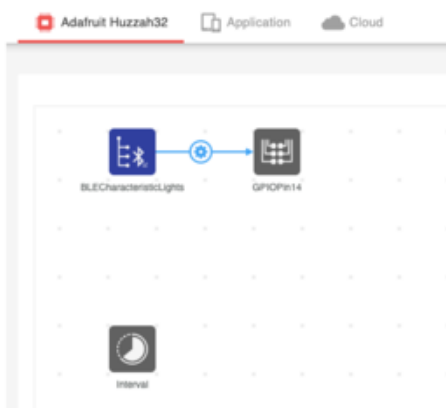 Adafruit Huzzah32
Application
Cloud
BLECharacteristicLights
GPIOPin14
Interval